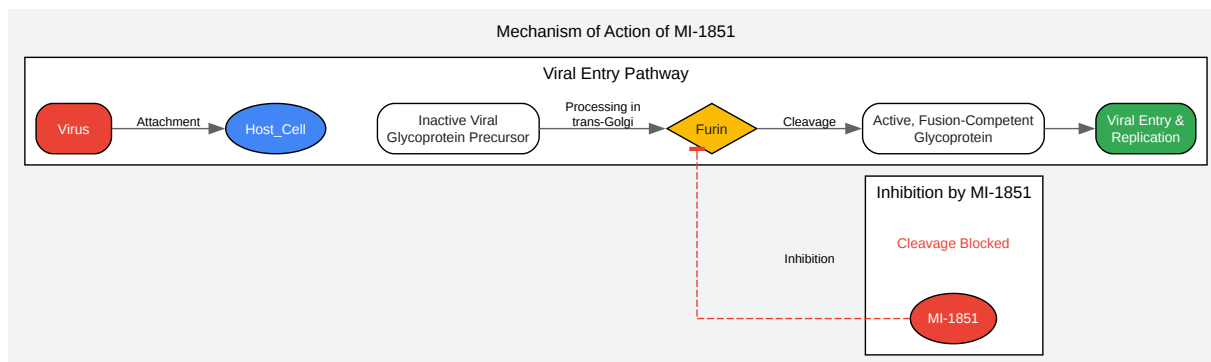 Mechanism of Action of MI-1851
Viral Entry Pathway
Virus
Attachment
Host_Cell
Inactive Viral
Glycoprotein Precursor
Processing in
trans-Golgi
Furin
Cleavage
Active, Fusion-Competent
Glycoprotein
Viral Entry &
Replication
Inhibition by MI-1851
Cleavage Blocked
Inhibition
MI-1851